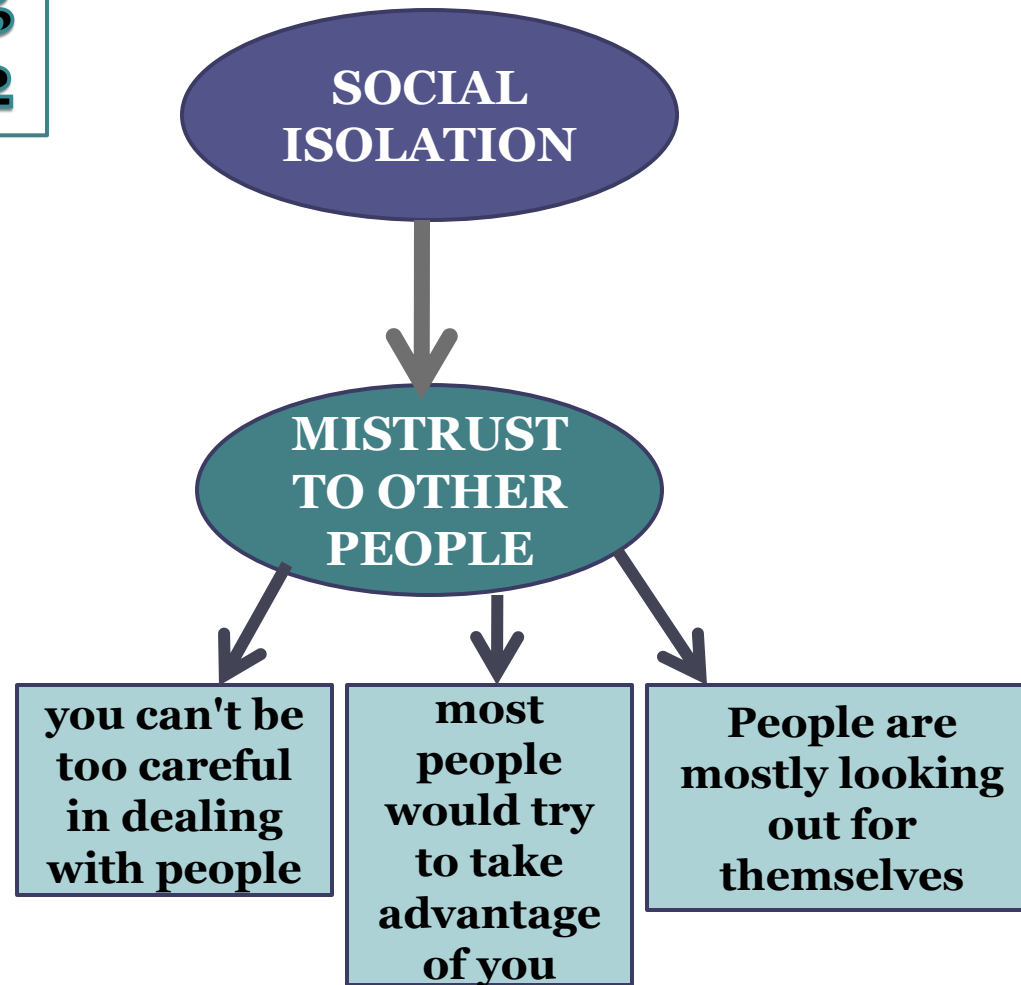 SOCIAL
ISOLATION
MISTRUST
TO OTHER
PEOPLE
you can't be
too careful
in dealing
with people
most
people
would try
to take
advantage
of you
People are
mostly looking
out for
themselves